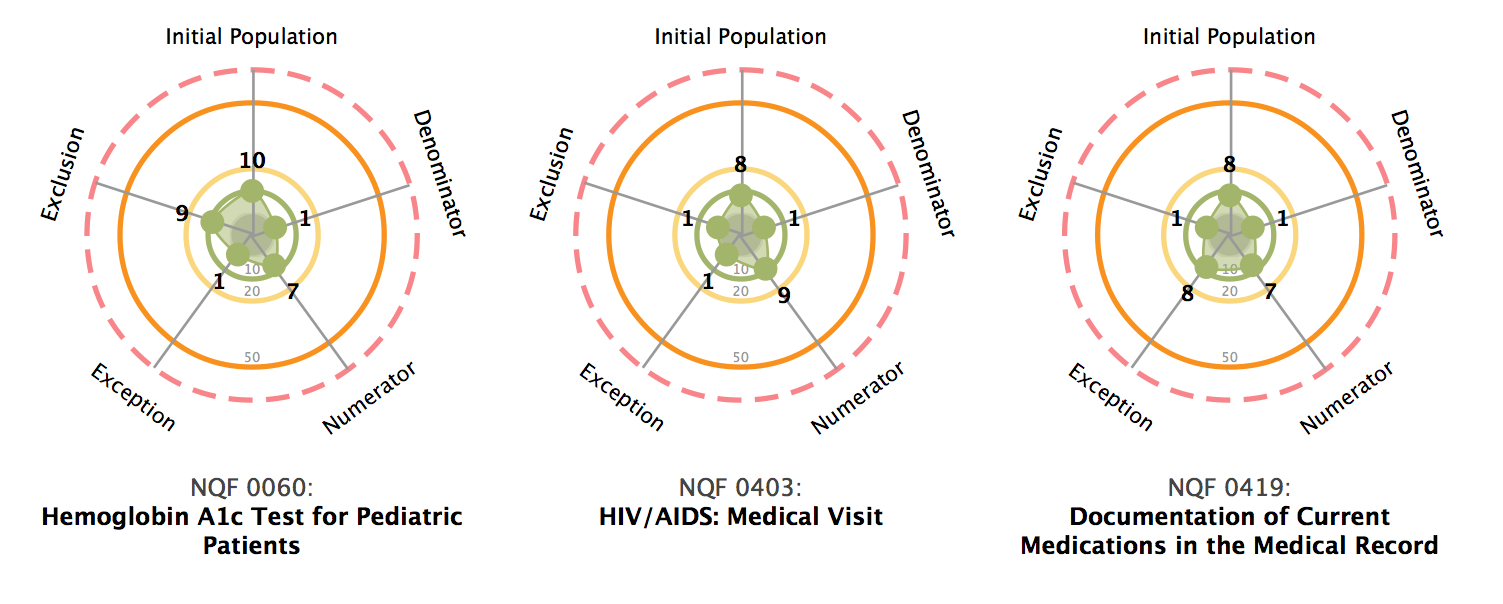 Initial Population
Denominator
Numerator
Exception
Exclusion
10
1
7
1
9
10
20
50
NQF 0060:
Hemoglobin A1c Test for Pediatric
Patients
Initial Population
Denominator
Numerator
Exception
Exclusion
8
1
9
1
1
10
20
50
NQF 0403:
HIV/AIDS: Medical Visit
Initial Population
Denominator
Numerator
Exception
Exclusion
8
1
7
8
1
10
20
50
NQF 0419:
Documentation of Current
Medications in the Medical Record